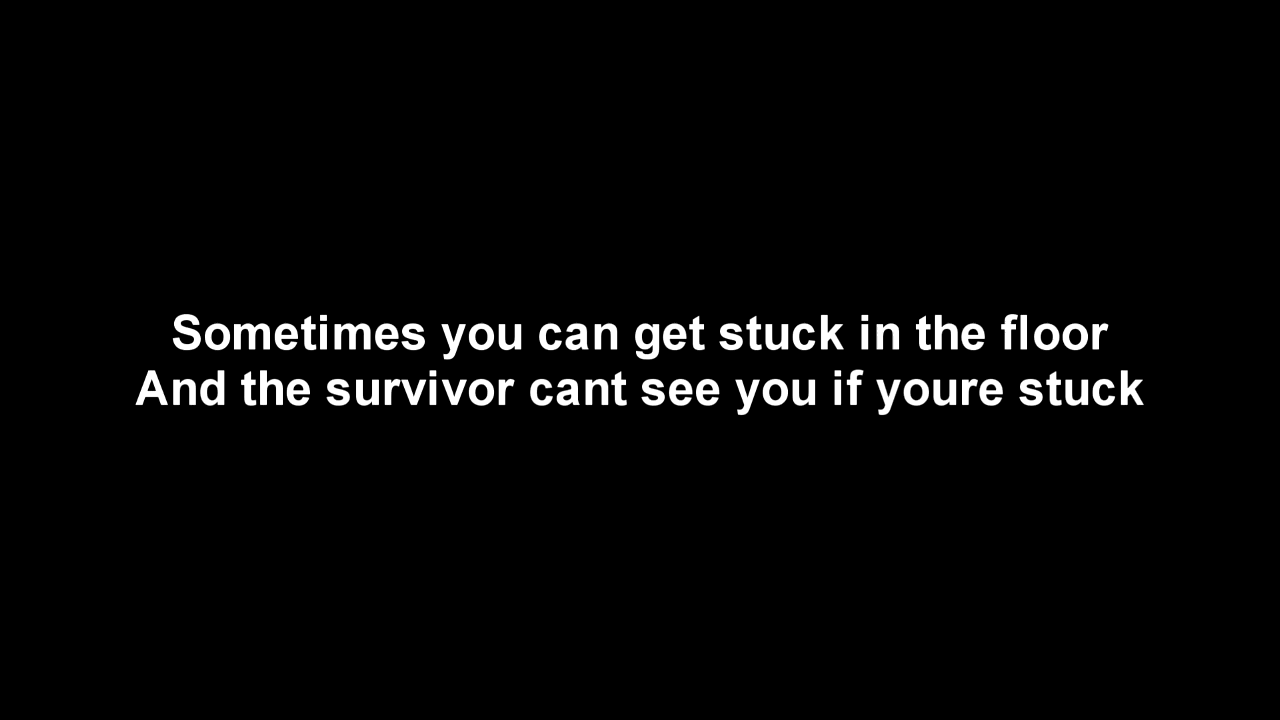 Sometimes you can get stuck in the floor
And the survivor cant see you if youre stuck